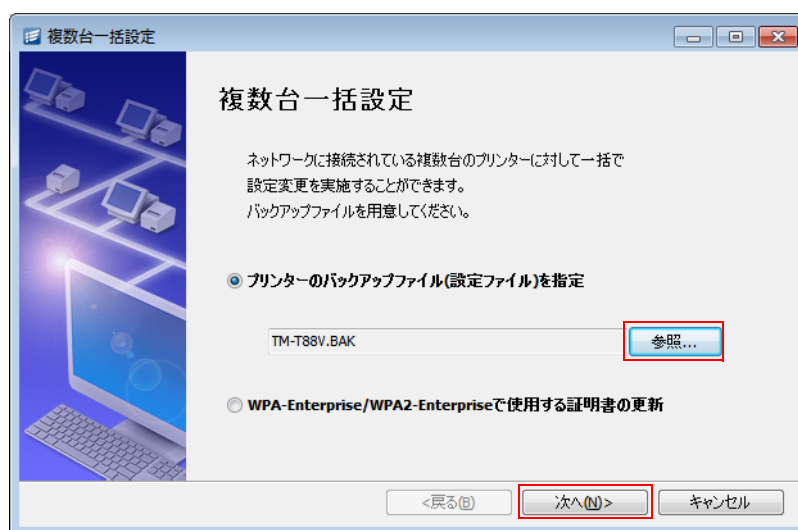 複数台一括設定
複数台一括設定
ネットワークに接続されている複数台のプリンターに対して一括で
設定変更を実施することができます。
バックアップファイルを用意してください。
プリンターのバックアップファイル(設定ファイル)を指定
TM-T88V.BAK
参照...
WPA-Enterprise/WPA2-Enterpriseで使用する証明書の更新
<戻る(B)
次へ(N)>
キャンセル